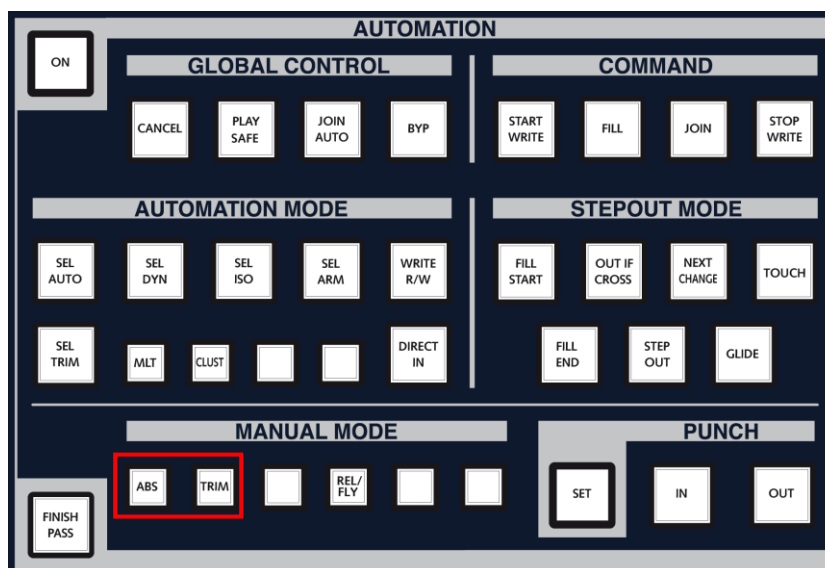 AUTOMATION
ON
GLOBAL CONTROL
COMMAND
CANCEL
PLAY
SAFE
JOIN
AUTO
BYP
START
WRITE
FILL
JOIN
STOP
WRITE
AUTOMATION MODE
STEPOUT MODE
SEL
AUTO
SEL
DYN
SEL
ISO
SEL
ARM
WRITE
R/W
FILL
START
OUT IF
CROSS
NEXT
CHANGE
TOUCH
SEL
TRIM
MLT
CLUST
DIRECT
IN
FILL
END
STEP
OUT
GLIDE
MANUAL MODE
PUNCH
ABS
TRIM
REL/
FLY
SET
IN
OUT
FINISH
PASS